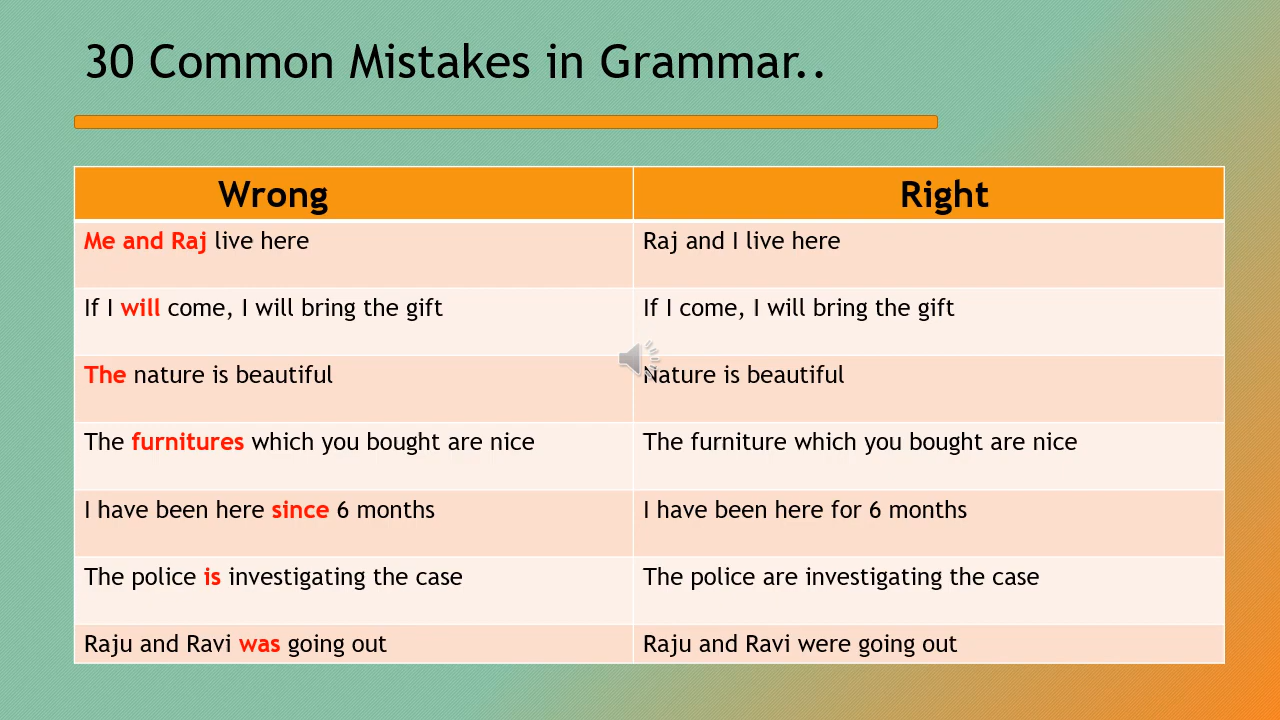 30 Common Mistakes in Grammar..
Wrong Right
Me and Raj live here Raj and I live here
If I will come, I will bring the gift If I come, I will bring the gift
The nature is beautiful Nature is beautiful
The furnitures which you bought are nice The furniture which you bought are nice
I have been here since 6 months I have been here for 6 months
The police is investigating the case The police are investigating the case
Raju and Ravi was going out Raju and Ravi were going out